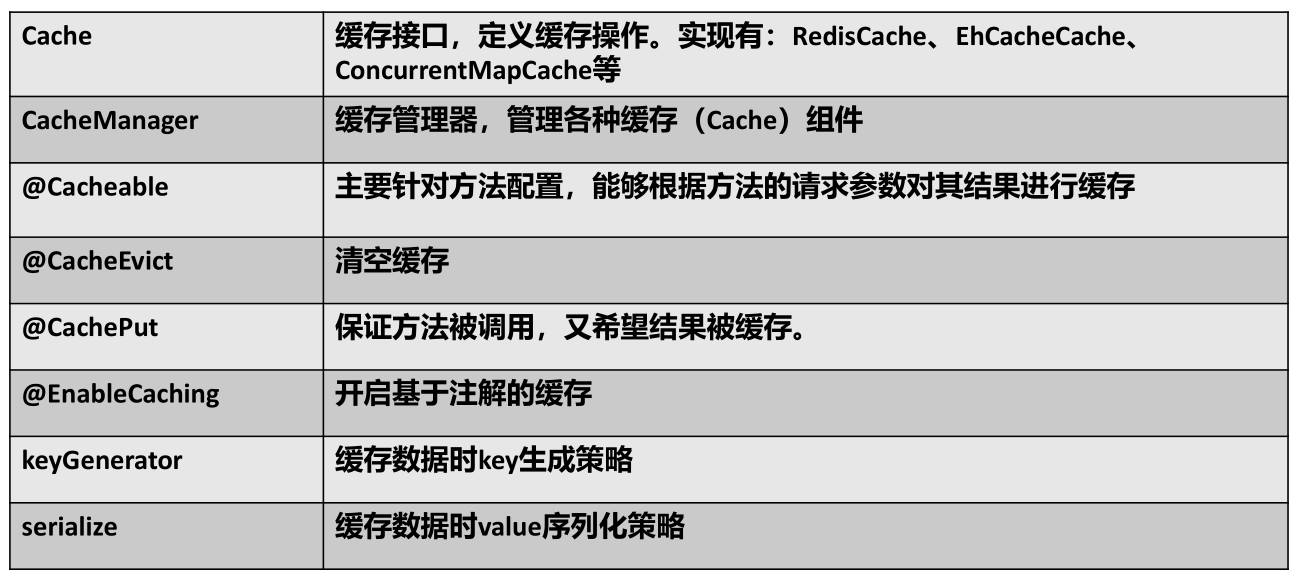 Cache
缓存接口，定义缓存操作。实现有：RedisCache、EhCacheCache、
ConcurrentMapCache等
CacheManager
缓存管理器，管理各种缓存（Cache）组件
@Cacheable
主要针对方法配置，能够根据方法的请求参数对其结果进行缓存
@CacheEvict
清空缓存
@CachePut
保证方法被调用，又希望结果被缓存。
@EnableCaching
开启基于注解的缓存
keyGenerator
缓存数据时key生成策略
serialize
缓存数据时value序列化策略